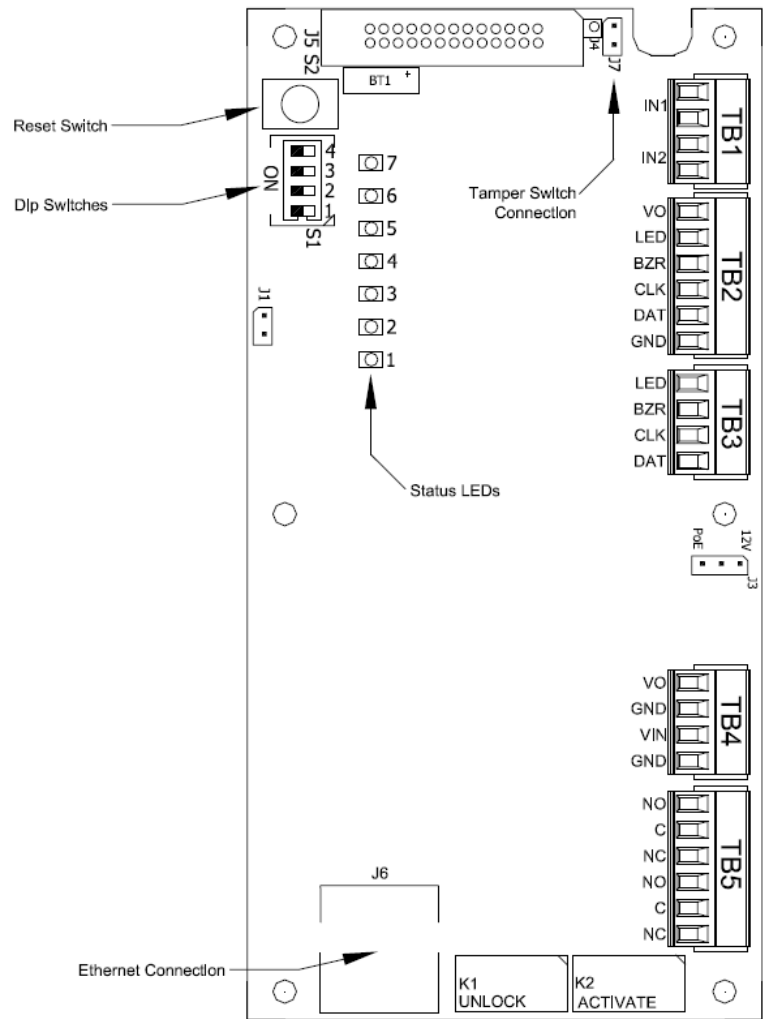 J5 S2
BT1 +
J4
J7
Reset Switch
Dip Switches
ON
4
3
2
1
S1
J1
7
6
5
4
3
2
1
Status LEDs
Tamper Switch
Connection
IN1
IN2
TB1
VO
LED
BZR
CLK
DAT
GND
TB2
LED
BZR
CLK
DAT
TB3
PoE
12V
J3
VO
GND
VIN
GND
TB4
NO
C
NC
NO
C
NC
TB5
J6
Ethernet Connection
K1
UNLOCK
K2
ACTIVATE